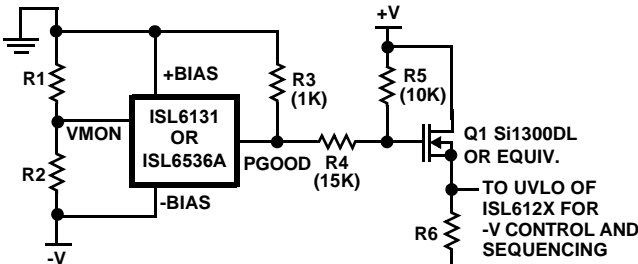 +V
R1
+BIAS
R3
(1K)
R5
(10K)
ISL6131
OR
ISL6536A
VMON
PGOOD
R4
(15K)
Q1 Si1300DL
OR EQUIV.
R2
-BIAS
TO UVLO OF
ISL612X FOR
-V CONTROL AND
SEQUENCING
R6
-V